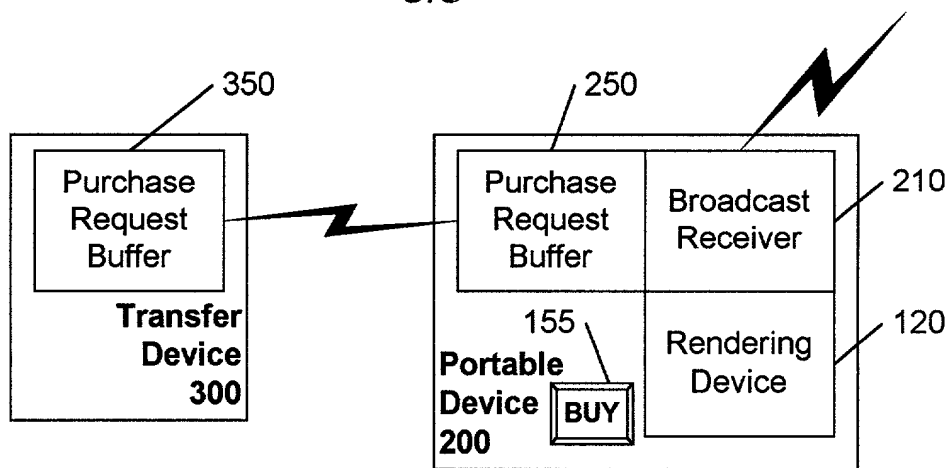 350
250
Purchase
Request
Buffer
Purchase
Request
Buffer
Broadcast
Receiver
210
Transfer
Device
300
155
Portable
Device
200
BUY
Rendering
Device
120